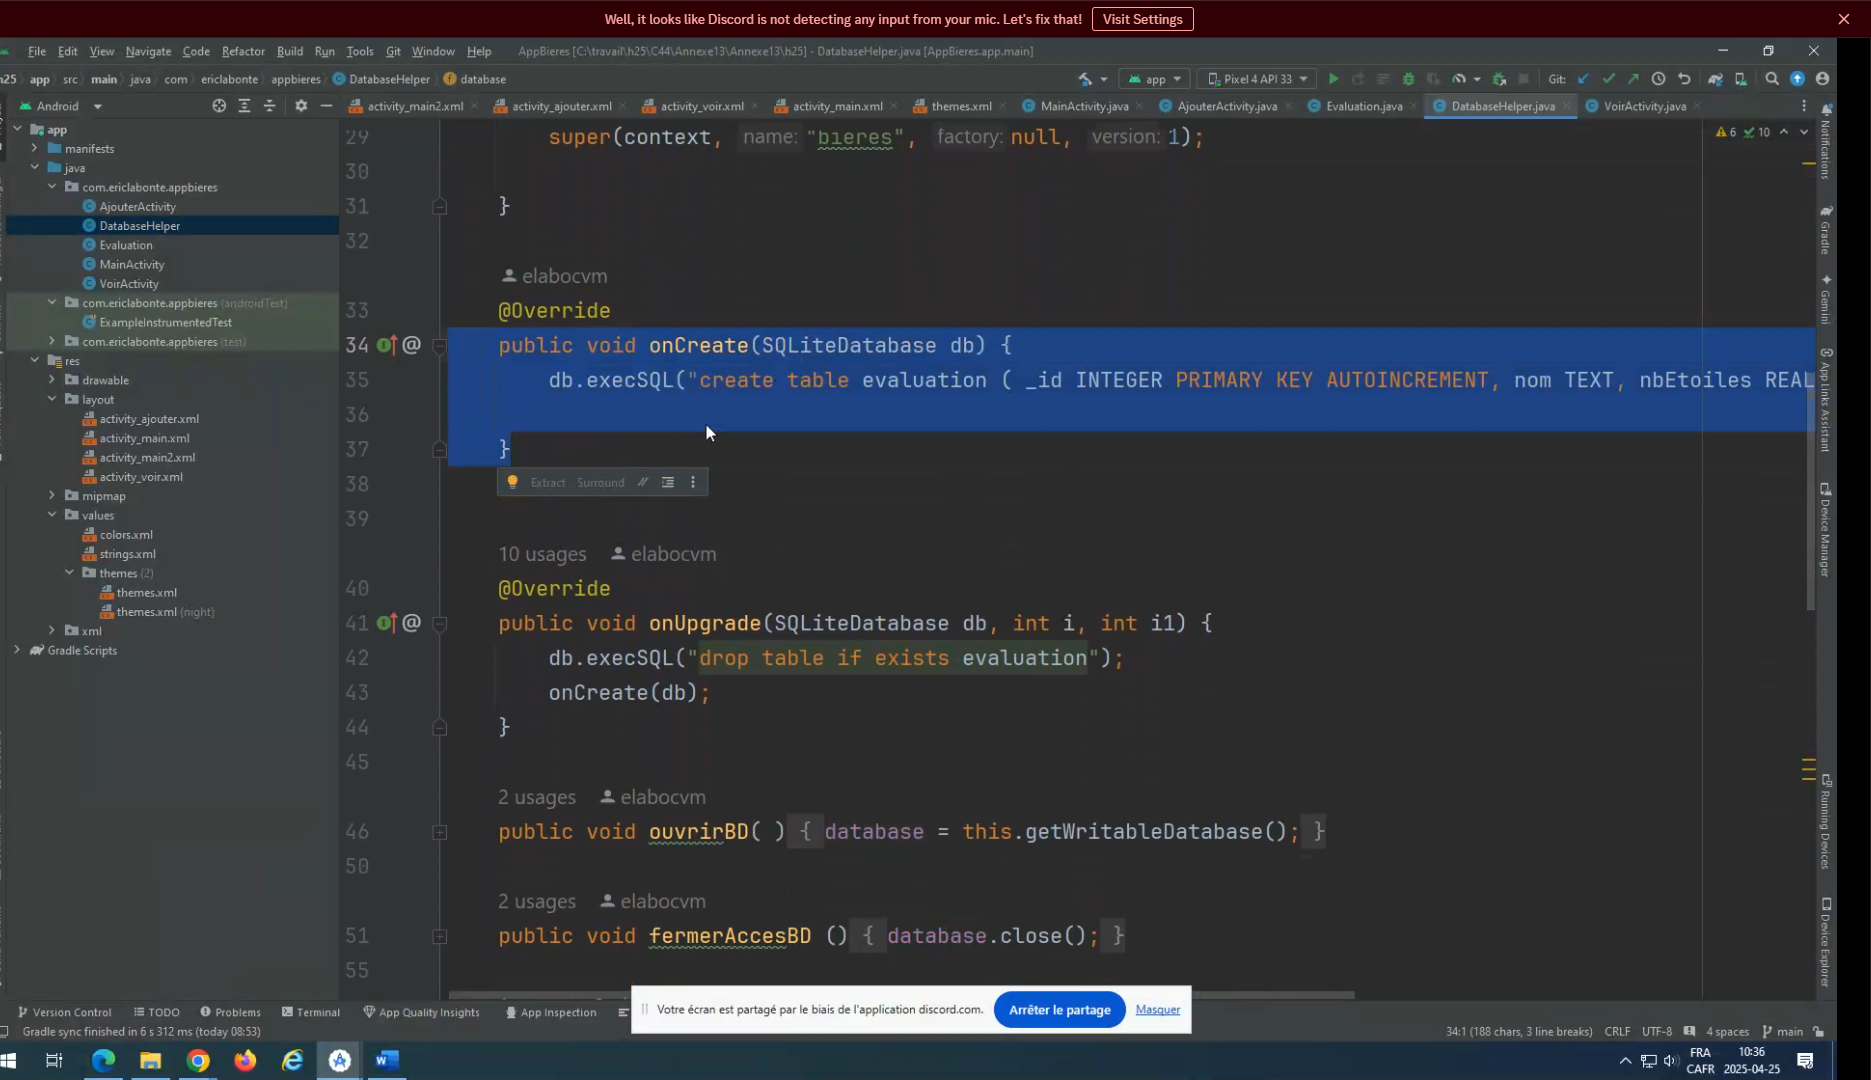 Well, it looks like Discord is not detecting any input from your mic. Let's fix that! Visit Settings
File Edit View Navigate Code Refactor Build Run Tools Git Window Help AppBieres [C:\travail\h25\C44\Annexe13\Annexe13\h25] - DatabaseHelper.java [AppBieres.app.main]
h25 app src main java com ericlabonte appbieres DatabaseHelper database app Pixel 4 API 33 Git:
Android activity_main2.xml activity_ajouter.xml activity_voir.xml activity_main.xml themes.xml MainActivity.java AjouterActivity.java Evaluation.java DatabaseHelper.java VoirActivity.java
app
manifests
java
com.ericlabonte.appbieres
AjouterActivity
DatabaseHelper
Evaluation
MainActivity
VoirActivity
com.ericlabonte.appbieres (androidTest)
ExampleInstrumentedTest
com.ericlabonte.appbieres (test)
res
drawable
layout
activity_ajouter.xml
activity_main.xml
activity_main2.xml
activity_voir.xml
mipmap
values
colors.xml
strings.xml
themes (2)
themes.xml
themes.xml (night)
xml
Gradle Scripts
6 10
29 super(context, name: "bieres", factory: null, version: 1);
30
31 }
32
elabocvm
33 @Override
34 @ public void onCreate(SQLiteDatabase db) {
35 db.execSQL("create table evaluation ( _id INTEGER PRIMARY KEY AUTOINCREMENT, nom TEXT, nbEtoiles REAL
36
37 }
38 Extract Surround //
39
10 usages elabocvm
40 @Override
41 @ public void onUpgrade(SQLiteDatabase db, int i, int i1) {
42 db.execSQL("drop table if exists evaluation");
43 onCreate(db);
44 }
45
2 usages elabocvm
46 public void ouvrirBD( ) { database = this.getWritableDatabase(); }
50
2 usages elabocvm
51 public void fermerAccesBD () { database.close(); }
55
Notifications
Gradle
Gemini
App Links Assistant
Device Manager
Running Devices
Device Explorer
Votre écran est partagé par le biais de l'application discord.com. Arrêter le partage Masquer
Version Control TODO Problems Terminal App Quality Insights App Inspection
Gradle sync finished in 6 s 312 ms (today 08:53) 34:1 (188 chars, 3 line breaks) CRLF UTF-8 4 spaces main
FRA
CAFR
10:36
2025-04-25